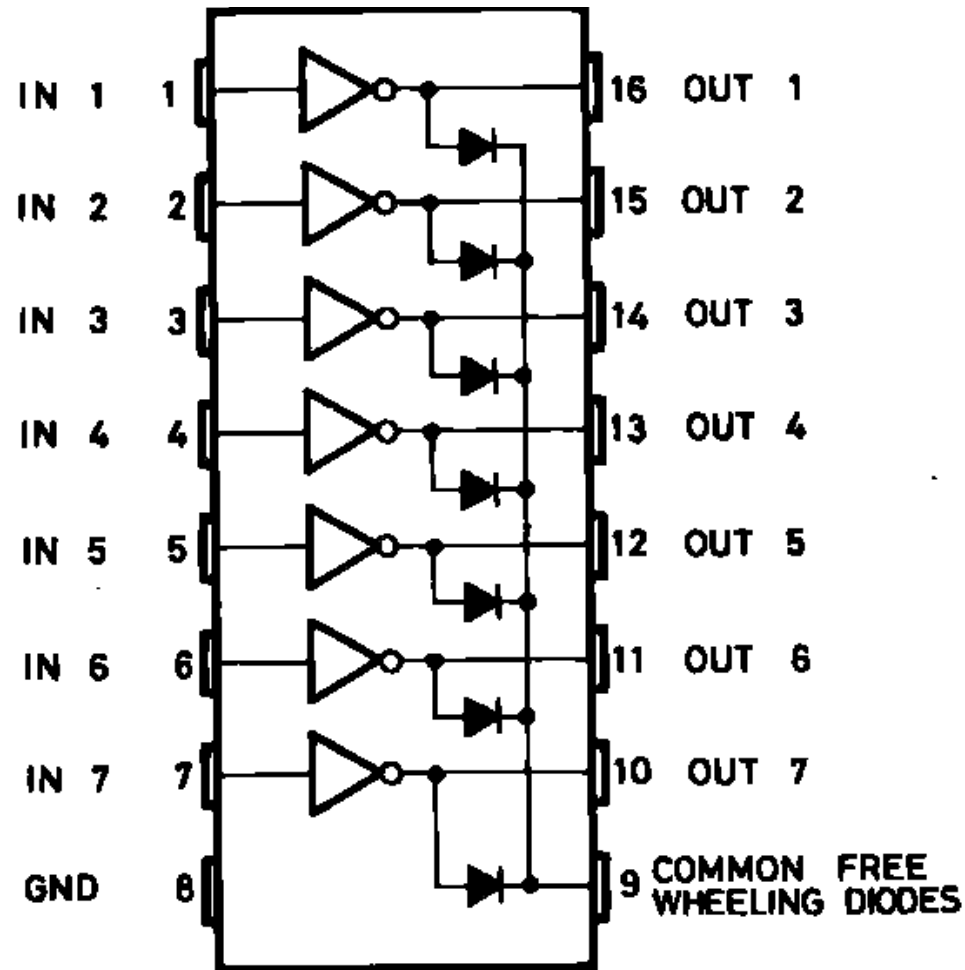 IN 1 1 16 OUT 1
IN 2 2 15 OUT 2
IN 3 3 14 OUT 3
IN 4 4 13 OUT 4
IN 5 5 12 OUT 5
IN 6 6 11 OUT 6
IN 7 7 10 OUT 7
GND 8 9 COMMON FREE
WHEELING DIODES